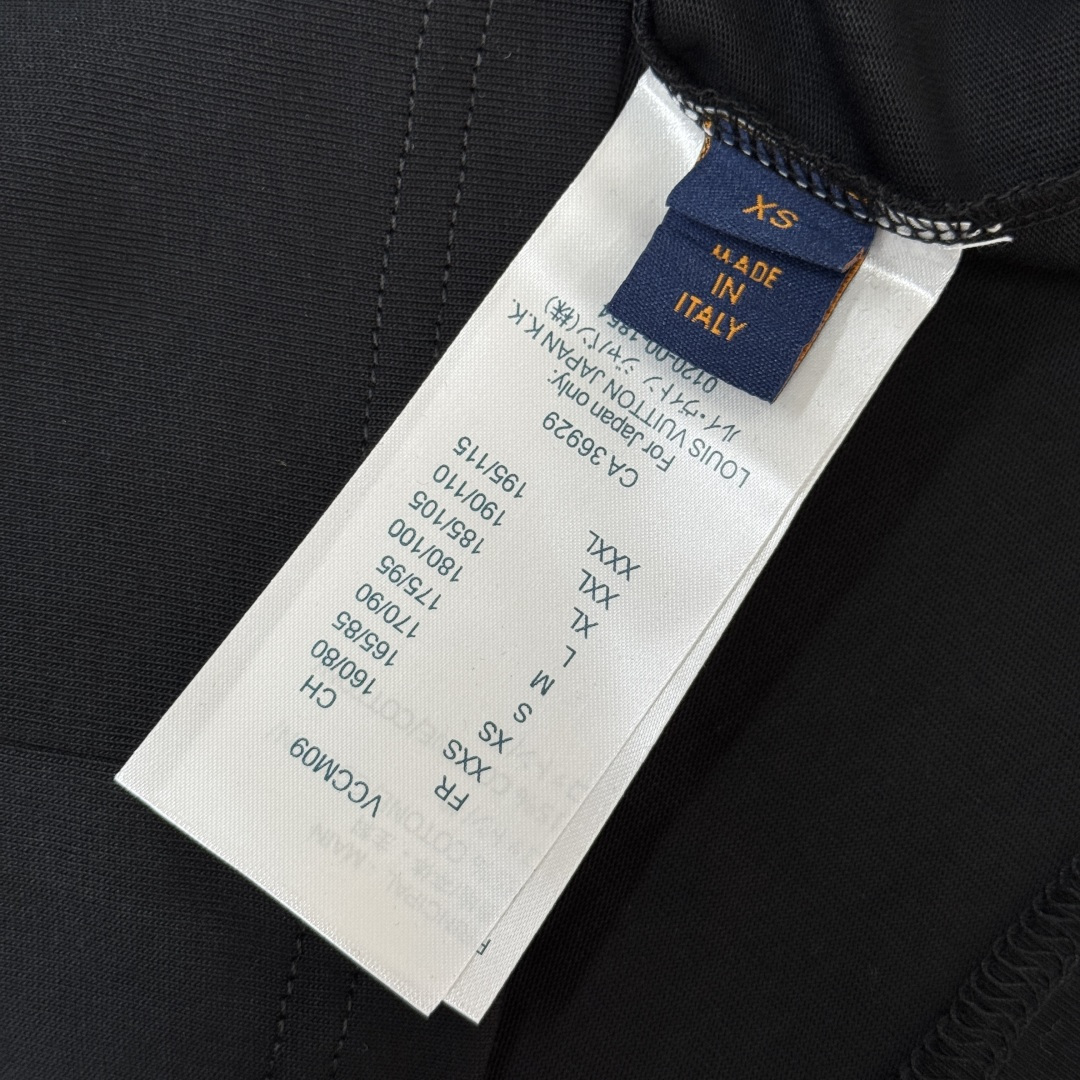 XS
MADE
IN
ITALY
VCCM09
FR CH
XXS 160/80
XS 165/85
S 170/90
M 175/95
L 180/100
XL 185/105
XXL 190/110
XXXL 195/115
CA 36929
For Japan only:
LOUIS VUITTON JAPAN K.K.
ルイ・ヴィトン ジャパン(株)
0120-00-1854